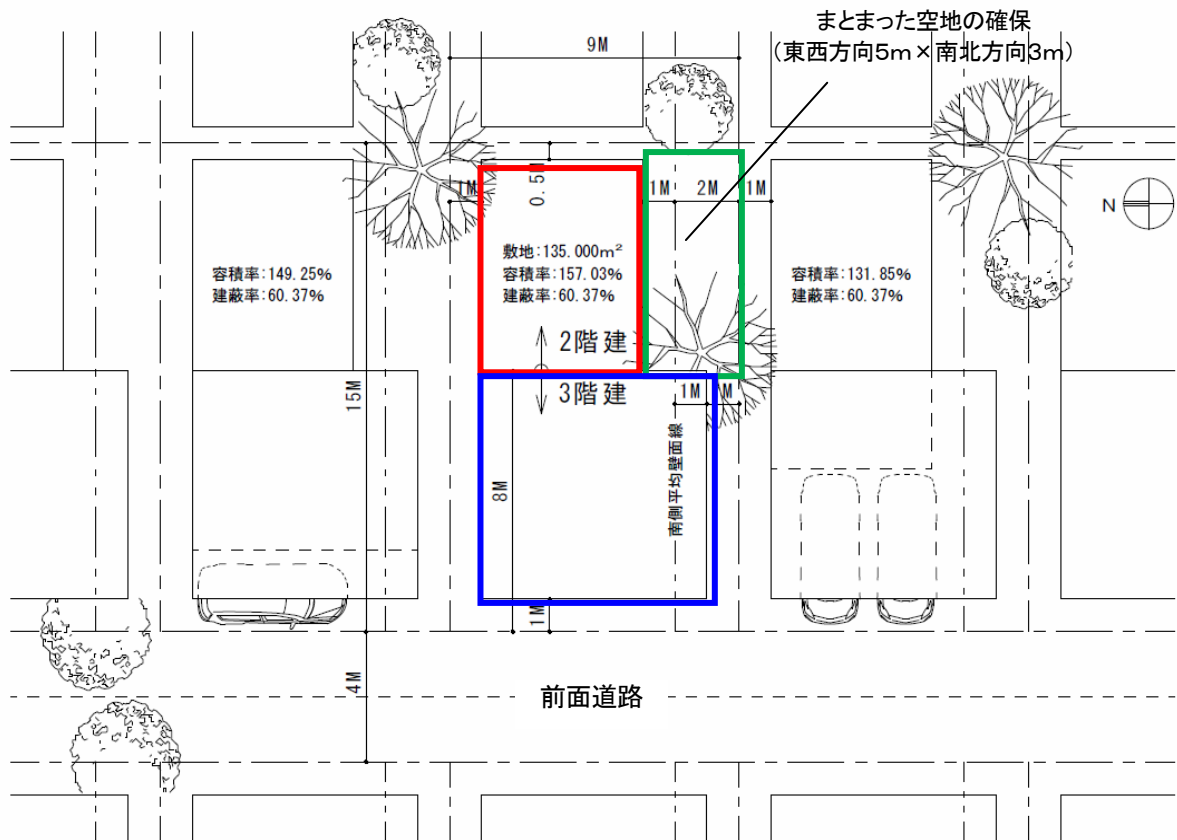 まとまった空地の確保
(東西方向5m×南北方向3m)
9M
1M
0.5M
1M
2M
1M
N
容積率:149.25%
建蔽率:60.37%
敷地:135.000m²
容積率:157.03%
建蔽率:60.37%
容積率:131.85%
建蔽率:60.37%
2階建
3階建
15M
1M
M
南側平均壁面線
8M
1M
4M
前面道路